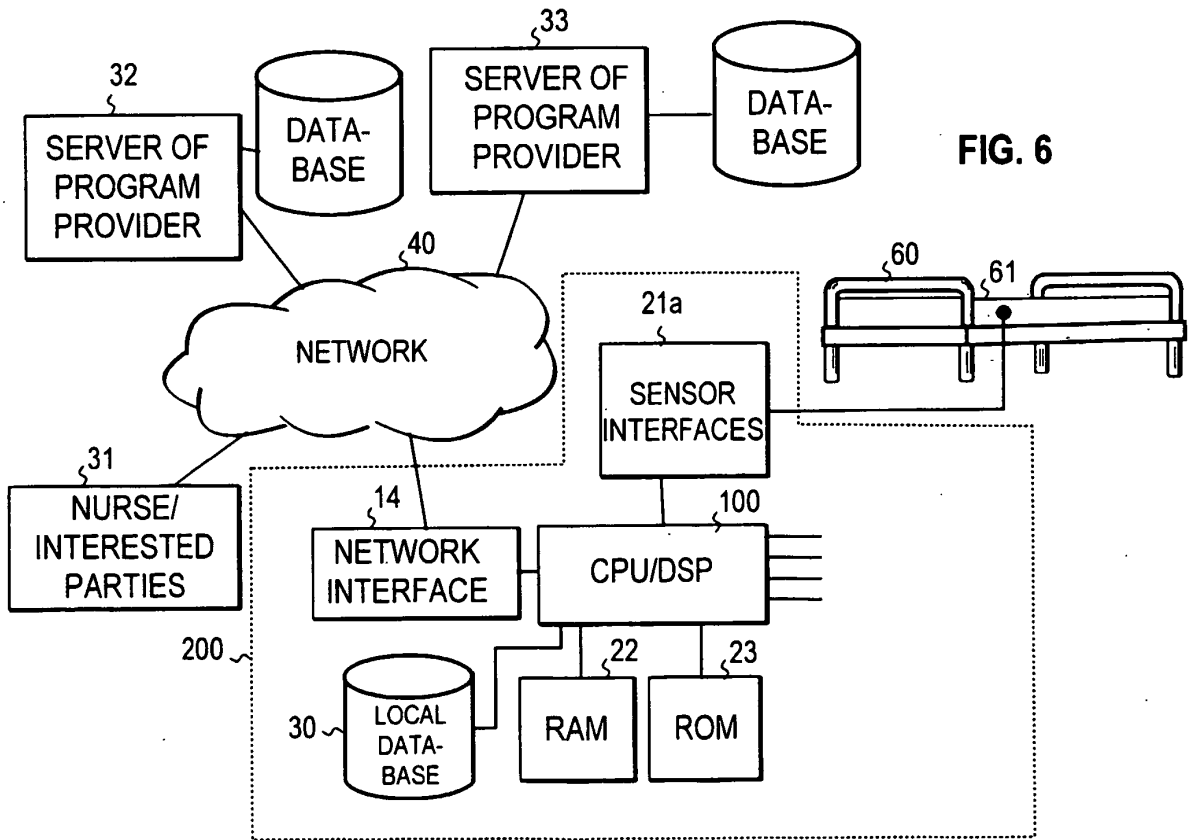 33
32
SERVER OF
PROGRAM
PROVIDER
DATA-
BASE
SERVER OF
PROGRAM
PROVIDER
DATA-
BASE
FIG. 6
40
NETWORK
60
61
21a
SENSOR
INTERFACES
31
NURSE/
INTERESTED
PARTIES
14
NETWORK
INTERFACE
100
CPU/DSP
200
30
LOCAL
DATA-
BASE
22
RAM
23
ROM